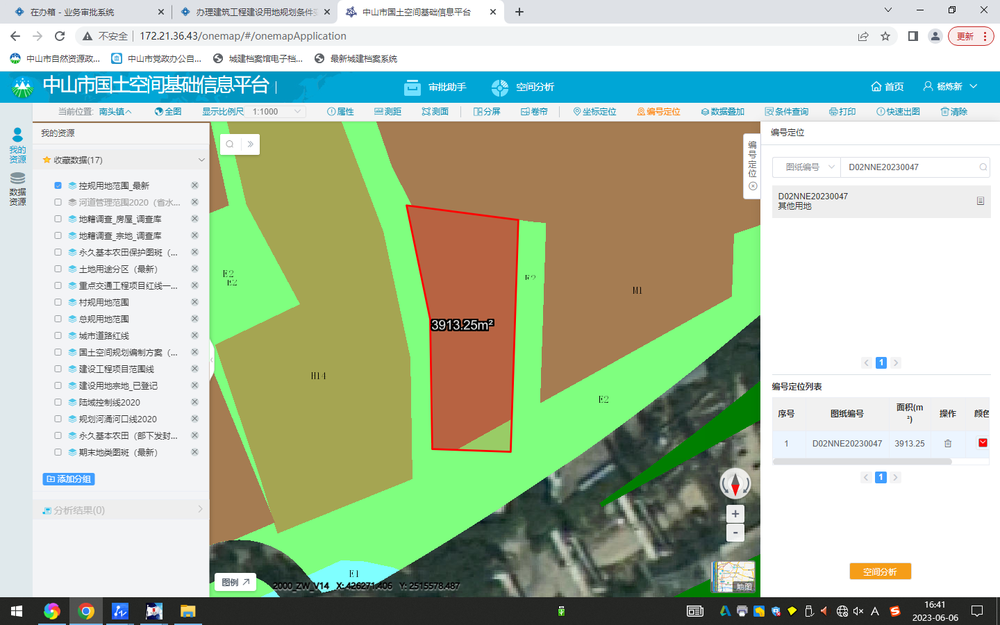 在办箱 - 业务审批系统
办理建筑工程建设用地规划条件变
中山市国土空间基础信息平台
不安全
172.21.36.43/onemap/#/onemapApplication
更新
中山市自然资源政...
中山市党政办公自...
城建档案馆电子档...
最新城建档案系统
中山市国土空间基础信息平台
审批助手
空间分析
首页
杨炼新
当前位置: 南头镇
全图
显示比例尺 1:1000
属性
测距
测面
分屏
卷帘
坐标定位
编号定位
数据叠加
条件查询
打印
快速出图
清除
我的资源
数据资源
我的资源
收藏数据(17)
控规用地范围_最新
河道管理范围2020（省水...
地籍调查_房屋_调查库
地籍调查_宗地_调查库
永久基本农田保护图斑（...
土地用途分区（最新）
重点交通工程项目红线一...
村规用地范围
总规用地范围
城市道路红线
国土空间规划编制方案（...
建设工程项目范围线
建设用地宗地_已登记
陆域控制线2020
规划河涌河口线2020
永久基本农田（部下发封...
期末地类图斑（最新）
添加分组
分析结果(0)
E2
E2
E2
M1
3913.25m²
H14
E2
E1
图例
2000_ZW_V14 X: 426271.406 Y: 2515578.487
+
-
地图
编号定位
编号定位
图纸编号
D02NNE20230047
D02NNE20230047
其他用地
1
编号定位列表
序号 图纸编号 面积(m²) 操作 颜色
1 D02NNE20230047 3913.25
1
空间分析
16:41
2023-06-06